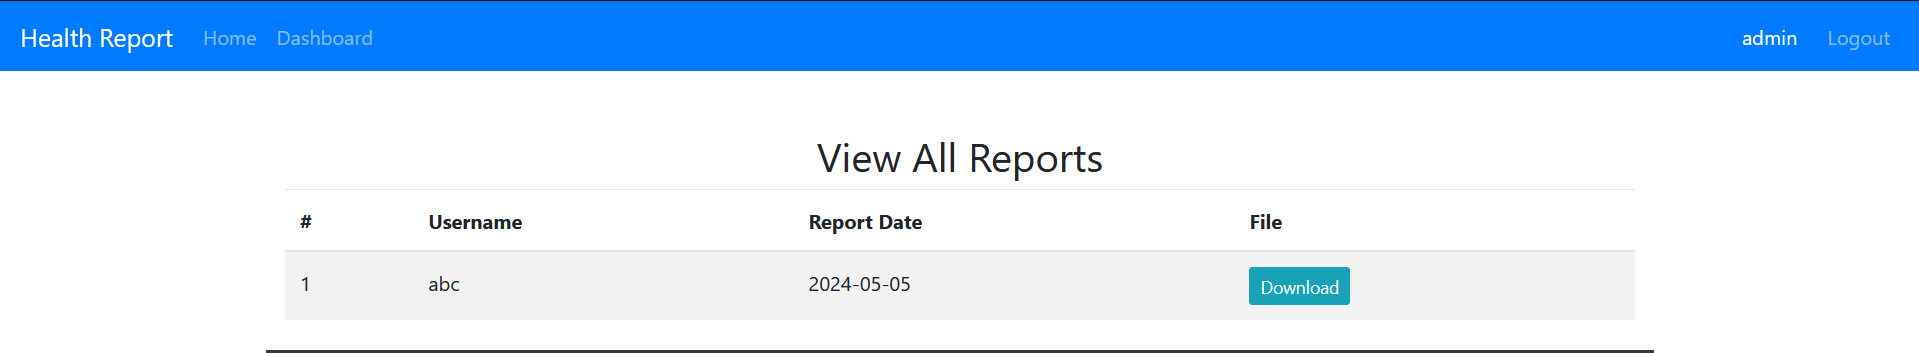 Health Report Home Dashboard admin Logout
View All Reports
# Username Report Date File
1 abc 2024-05-05 Download